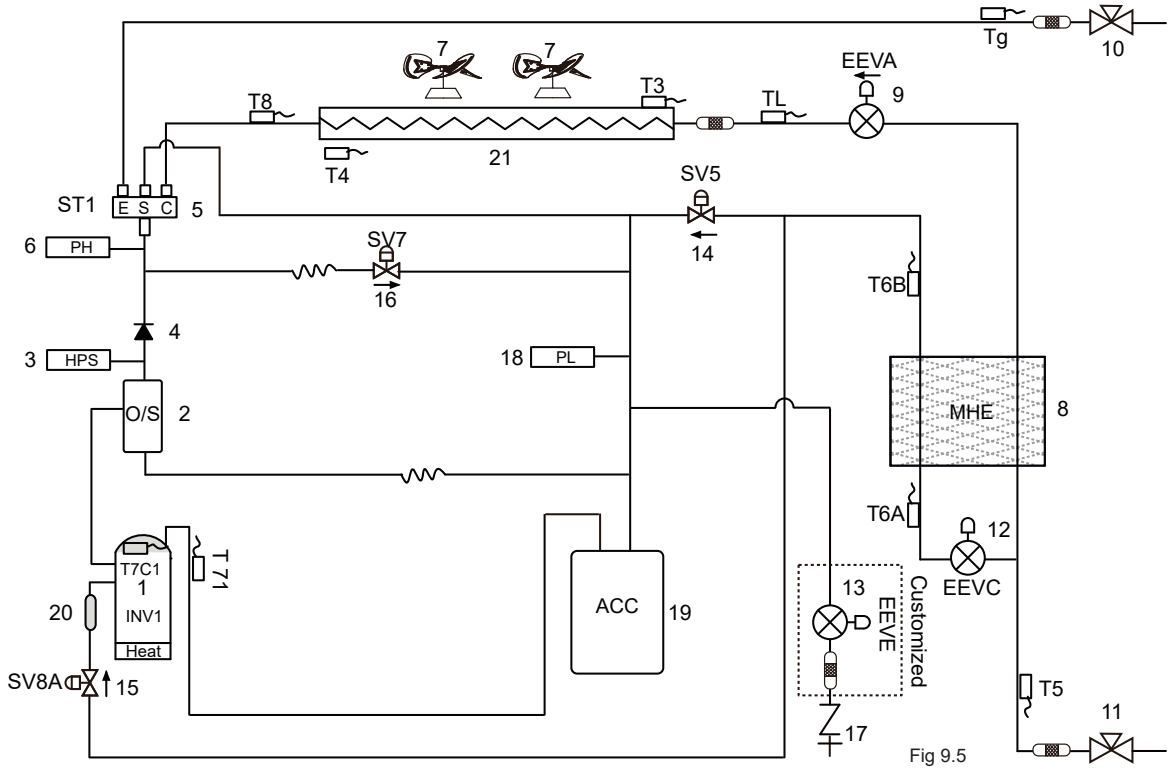 Tg
10
7
7
EEVA
9
T8
T3
TL
T4
21
SV5
14
ST1
E S C
5
6
PH
SV7
16
T6B
4
3
HPS
18
PL
O/S
2
MHE
8
T6A
12
EEVC
T7C1
1
INV1
Heat
T 71
20
SV8A
15
ACC
19
13
EEVE
Customized
17
T5
11
Fig 9.5